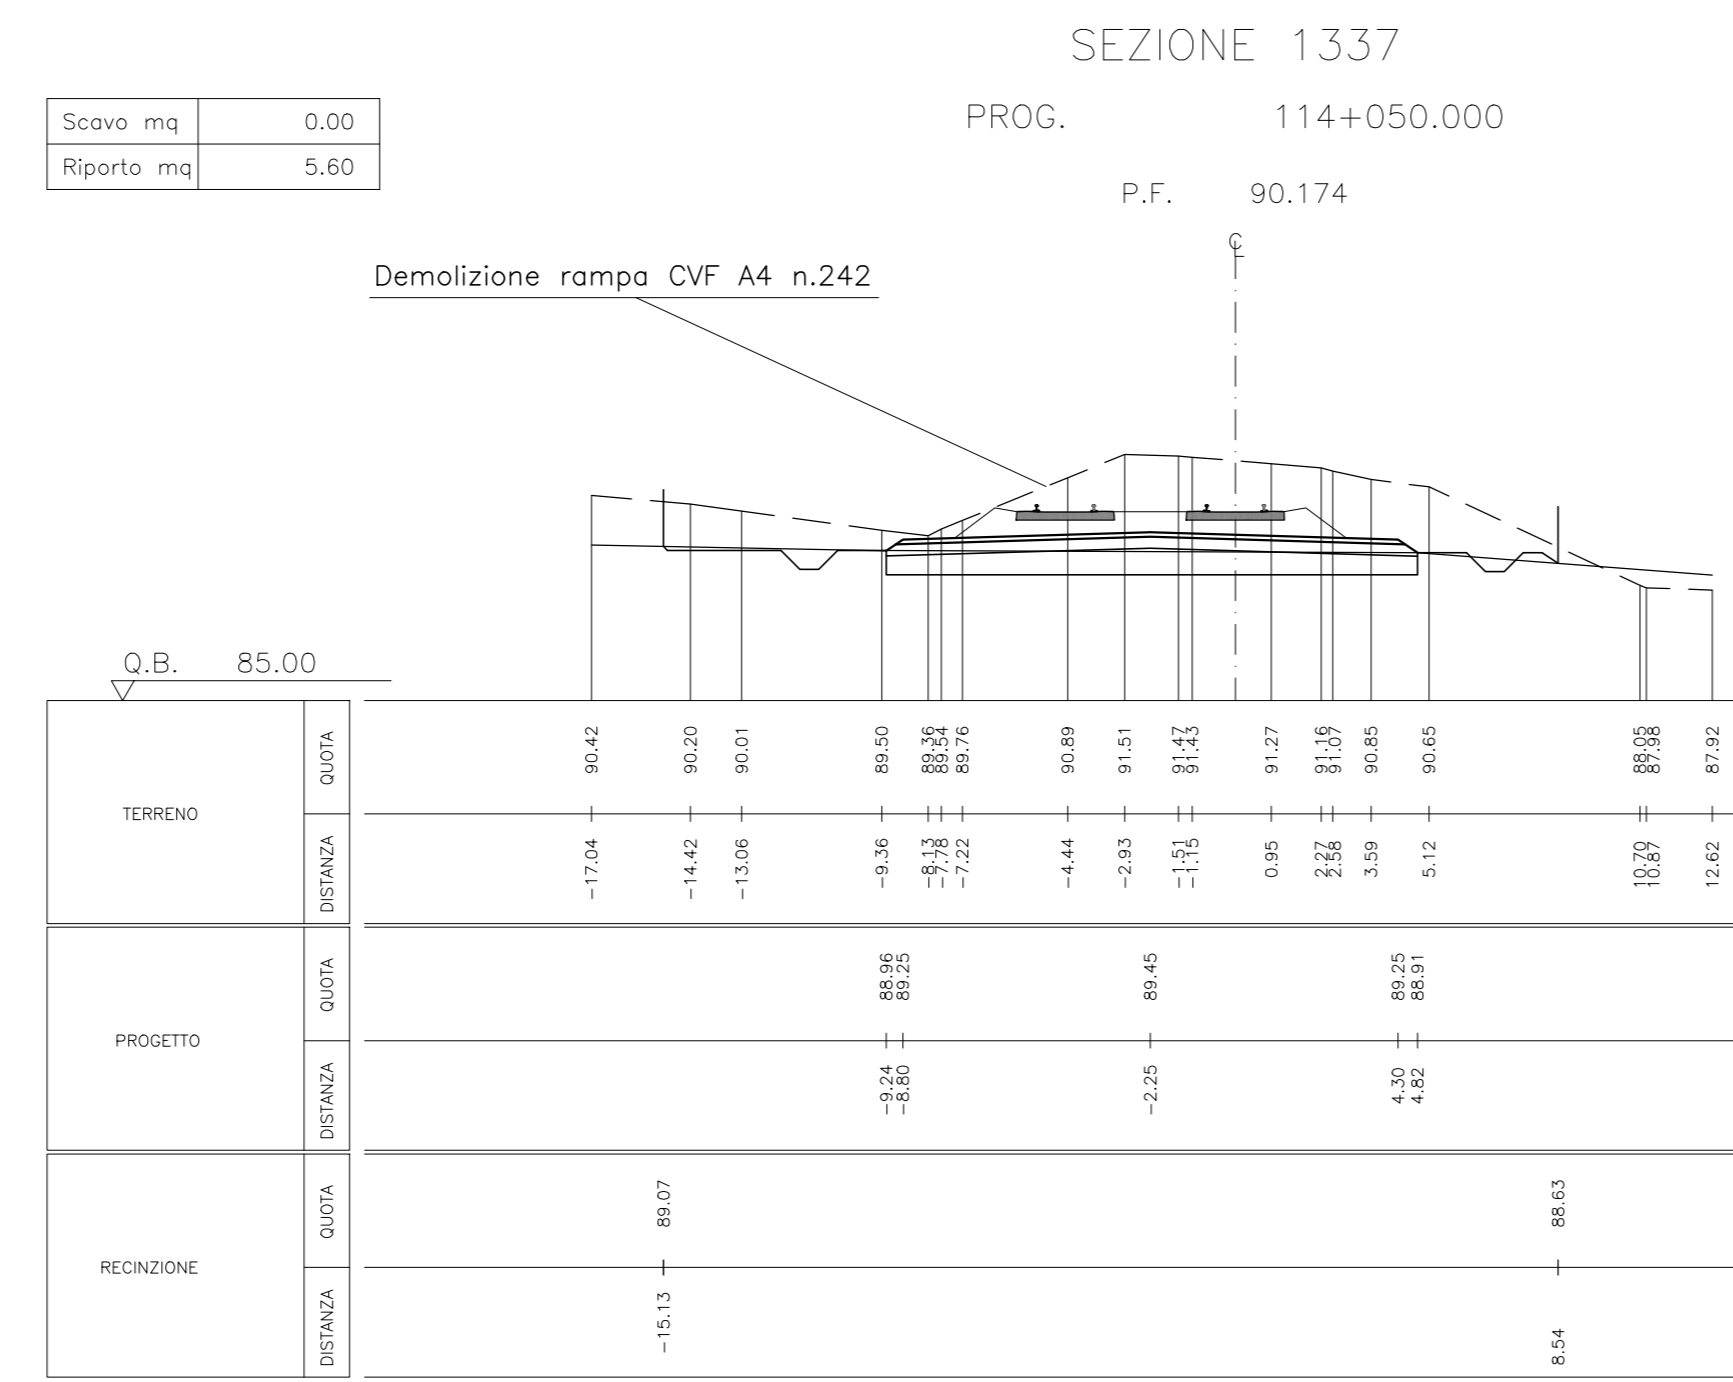 SEZIONE 1337
PROG. 114+050.000
P.F. 90.174
Scavo mq 0.00
Riporto mq 5.60
℄
Demolizione rampa CVF A4 n.242
Q.B. 85.00
TERRENO
QUOTA
90.42 90.20 90.01 89.50 89.36 89.54 89.76 90.89 91.51 91.47 91.43 91.27 91.16 91.07 90.85 90.65 88.05 87.98 87.92
DISTANZA
-17.04 -14.42 -13.06 -9.36 -8.13 -7.78 -7.22 -4.44 -2.93 -1.51 -1.15 0.95 2.27 2.58 3.59 5.12 10.70 10.87 12.62
PROGETTO
QUOTA
88.96 89.25 89.45 89.25 88.91
DISTANZA
-9.24 -8.80 -2.25 4.30 4.82
RECINZIONE
QUOTA
89.07 88.63
DISTANZA
-15.13 8.54